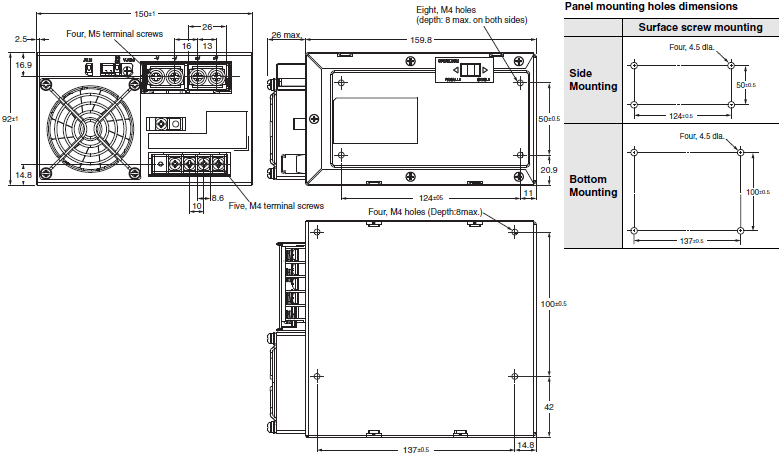 150±1
26
Four, M5 terminal screws
2.5
16
13
16.9
92±1
14.8
8.6
10
Five, M4 terminal screws
26 max.
159.8
Eight, M4 holes
(depth: 8 max. on both sides)
50±0.5
20.9
124±05
11
Four, M4 holes (Depth:8max.)
100±0.5
42
137±0.5
14.8
Panel mounting holes dimensions
Surface screw mounting
Side
Mounting
Four, 4.5 dia.
50±0.5
124±0.5
Bottom
Mounting
Four, 4.5 dia.
100±0.5
137±0.5